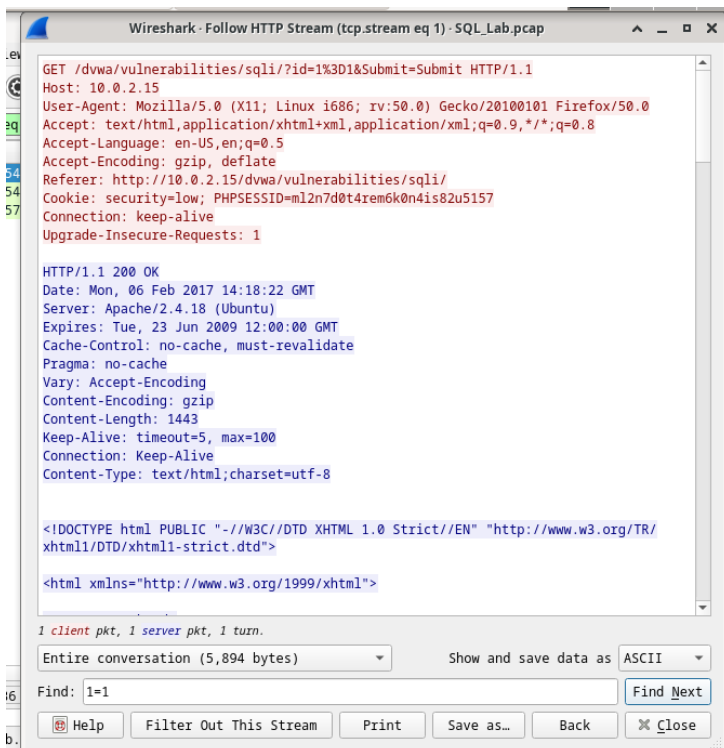 Wireshark · Follow HTTP Stream (tcp.stream eq 1) · SQL_Lab.pcap
GET /dvwa/vulnerabilities/sqli/?id=1%3D1&Submit=Submit HTTP/1.1
Host: 10.0.2.15
User-Agent: Mozilla/5.0 (X11; Linux i686; rv:50.0) Gecko/20100101 Firefox/50.0
Accept: text/html,application/xhtml+xml,application/xml;q=0.9,*/*;q=0.8
Accept-Language: en-US,en;q=0.5
Accept-Encoding: gzip, deflate
Referer: http://10.0.2.15/dvwa/vulnerabilities/sqli/
Cookie: security=low; PHPSESSID=ml2n7d0t4rem6k0n4is82u5157
Connection: keep-alive
Upgrade-Insecure-Requests: 1
HTTP/1.1 200 OK
Date: Mon, 06 Feb 2017 14:18:22 GMT
Server: Apache/2.4.18 (Ubuntu)
Expires: Tue, 23 Jun 2009 12:00:00 GMT
Cache-Control: no-cache, must-revalidate
Pragma: no-cache
Vary: Accept-Encoding
Content-Encoding: gzip
Content-Length: 1443
Keep-Alive: timeout=5, max=100
Connection: Keep-Alive
Content-Type: text/html;charset=utf-8
<!DOCTYPE html PUBLIC "-//W3C//DTD XHTML 1.0 Strict//EN" "http://www.w3.org/TR/
xhtml1/DTD/xhtml1-strict.dtd">
<html xmlns="http://www.w3.org/1999/xhtml">
1 client pkt, 1 server pkt, 1 turn.
Entire conversation (5,894 bytes) Show and save data as ASCII
Find: 1=1 Find Next
Help Filter Out This Stream Print Save as… Back Close